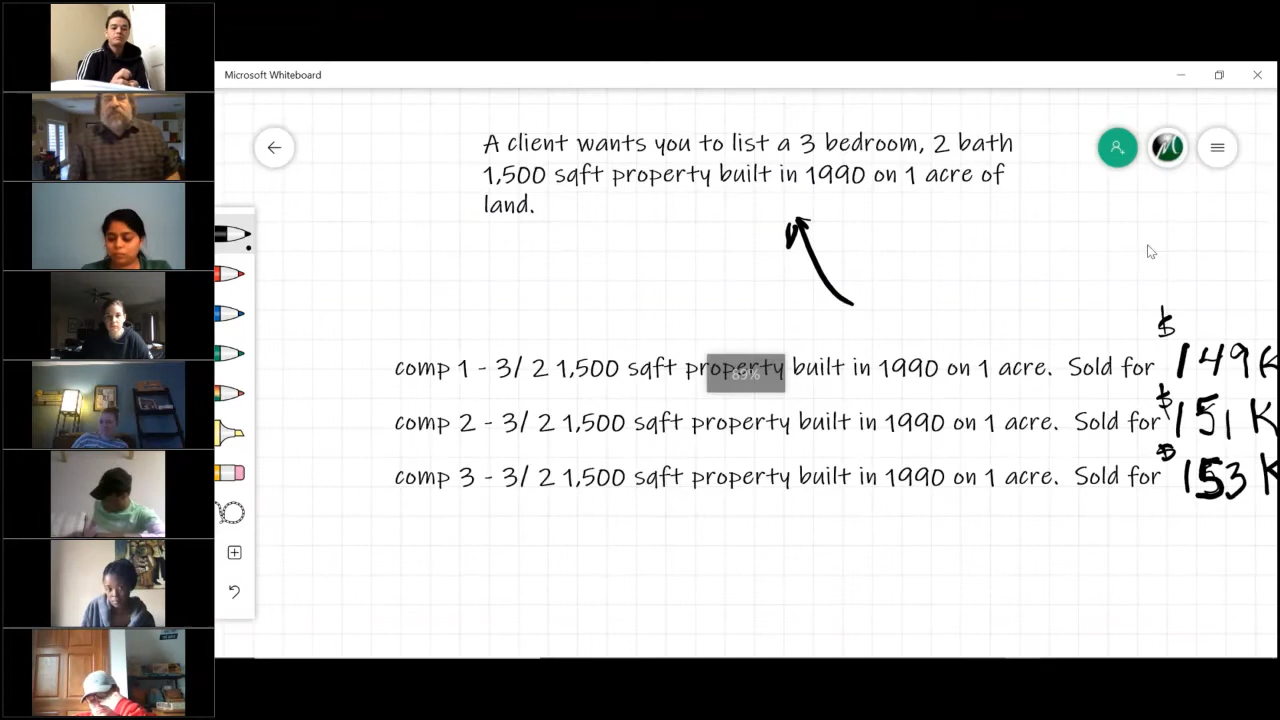 Microsoft Whiteboard
A client wants you to list a 3 bedroom, 2 bath
1,500 sqft property built in 1990 on 1 acre of
land.
comp 1 - 3/ 2 1,500 sqft property built in 1990 on 1 acre. Sold for $149K
89%
comp 2 - 3/ 2 1,500 sqft property built in 1990 on 1 acre. Sold for $151 K
comp 3 - 3/ 2 1,500 sqft property built in 1990 on 1 acre. Sold for $153 K